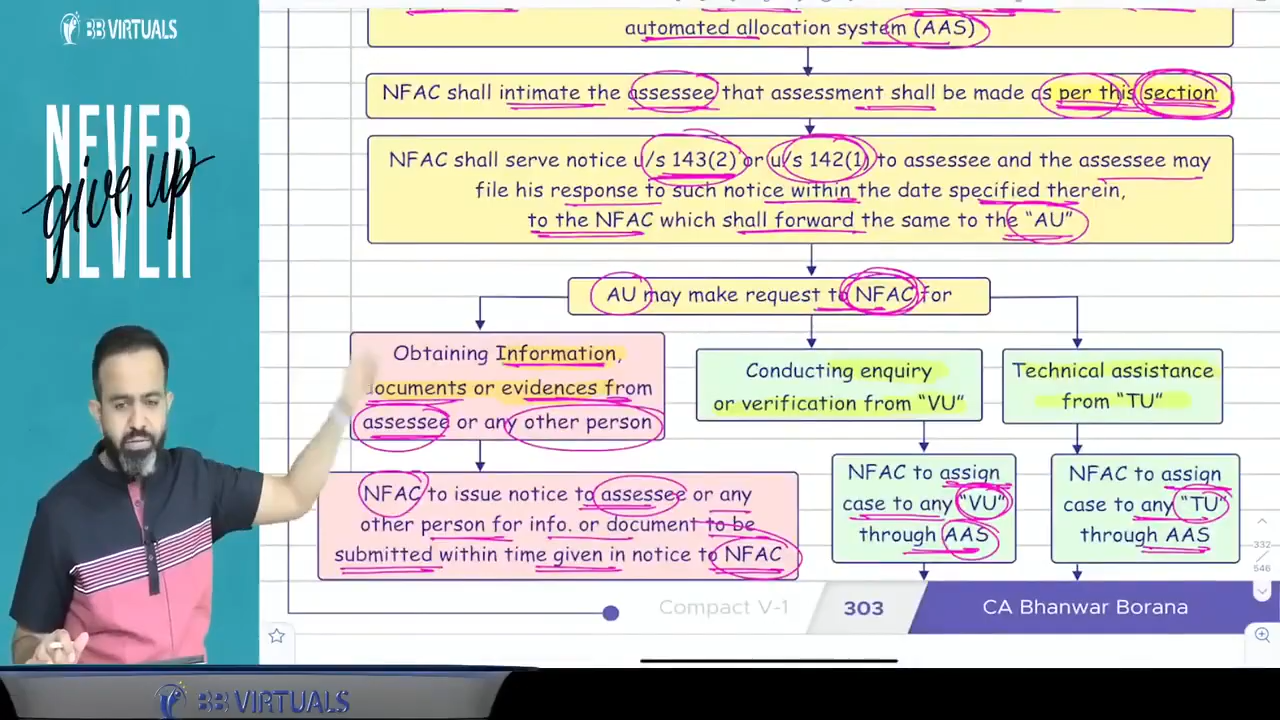 BB VIRTUALS
NEVER
give up
NEVER
automated allocation system (AAS)
NFAC shall intimate the assessee that assessment shall be made as per this section
NFAC shall serve notice u/s 143(2) or u/s 142(1) to assessee and the assessee may
file his response to such notice within the date specified therein,
to the NFAC which shall forward the same to the “AU”
AU may make request to NFAC for
Obtaining Information,
documents or evidences from
assessee or any other person
Conducting enquiry
or verification from “VU”
Technical assistance
from “TU”
NFAC to issue notice to assessee or any
other person for info. or document to be
submitted within time given in notice to NFAC
NFAC to assign
case to any “VU”
through AAS
NFAC to assign
case to any “TU”
through AAS
332
546
Compact V-1
303
CA Bhanwar Borana
BB VIRTUALS